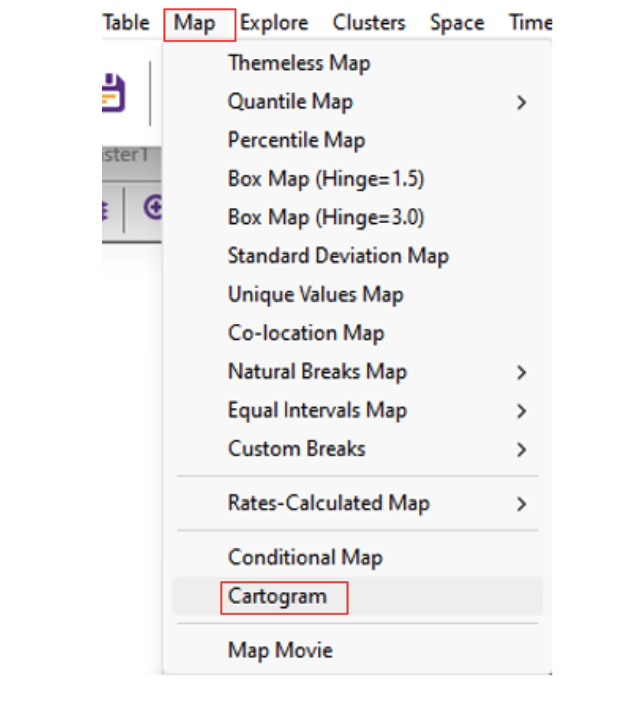 Table Map Explore Clusters Space Time
Themeless Map
Quantile Map
Percentile Map
ster1
Box Map (Hinge=1.5)
Box Map (Hinge=3.0)
Standard Deviation Map
Unique Values Map
Co-location Map
Natural Breaks Map
Equal Intervals Map
Custom Breaks
Rates-Calculated Map
Conditional Map
Cartogram
Map Movie